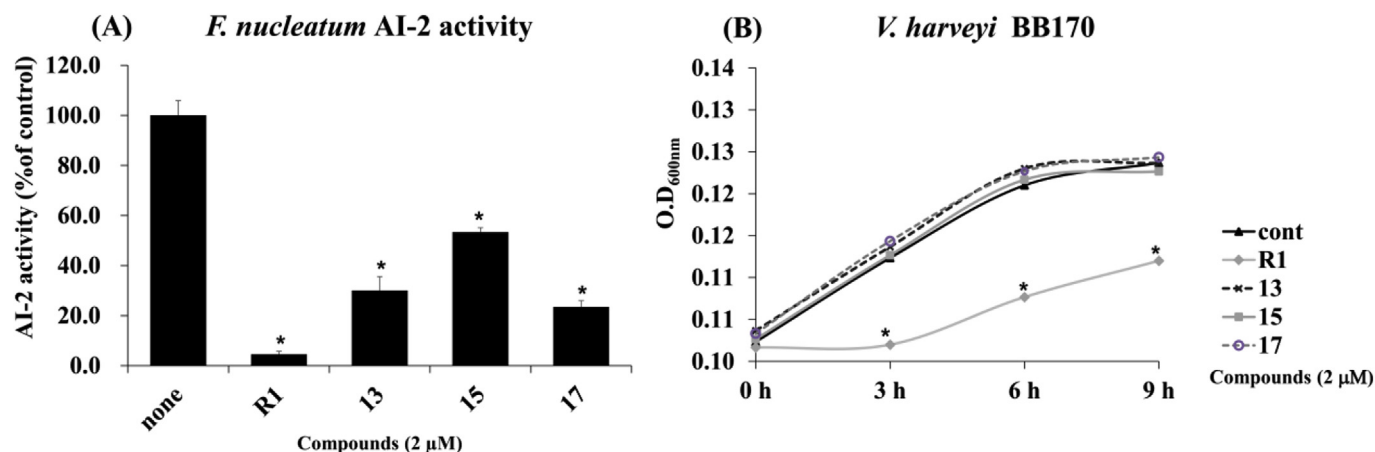 (A) F. nucleatum AI-2 activity
AI-2 activity (%of control)
120.0
100.0
80.0
60.0
40.0
20.0
0.0
*
*
*
*
none
R1
13
15
17
Compounds (2 μM)
(B) V. harveyi BB170
O.D600nm
0.14
0.13
0.13
0.12
0.12
0.11
0.11
0.10
*
*
*
0 h
3 h
6 h
9 h
cont
R1
13
15
17
Compounds (2 μM)